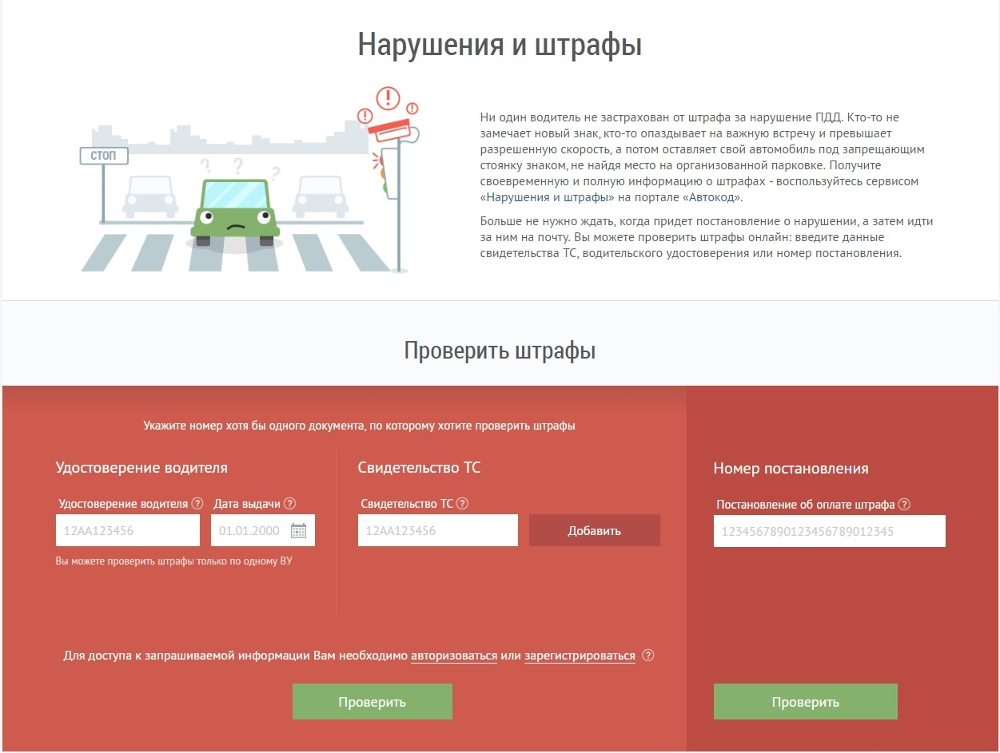 Нарушения и штрафы
СТОП
Ни один водитель не застрахован от штрафа за нарушение ПДД. Кто-то не
замечает новый знак, кто-то опаздывает на важную встречу и превышает
разрешенную скорость, а потом оставляет свой автомобиль под запрещающим
стоянку знаком, не найдя место на организованной парковке. Получите
своевременную и полную информацию о штрафах - воспользуйтесь сервисом
«Нарушения и штрафы» на портале «Автокод».
Больше не нужно ждать, когда придет постановление о нарушении, а затем идти
за ним на почту. Вы можете проверить штрафы онлайн: введите данные
свидетельства ТС, водительского удостоверения или номер постановления.
Проверить штрафы
Укажите номер хотя бы одного документа, по которому хотите проверить штрафы
Удостоверение водителя
Удостоверение водителя ? Дата выдачи ?
12АА123456 01.01.2000
Вы можете проверить штрафы только по одному ВУ
Свидетельство ТС
Свидетельство ТС ?
12АА123456 Добавить
Для доступа к запрашиваемой информации Вам необходимо авторизоваться или зарегистрироваться ?
Проверить
Номер постановления
Постановление об оплате штрафа ?
1234567890123456789012345
Проверить